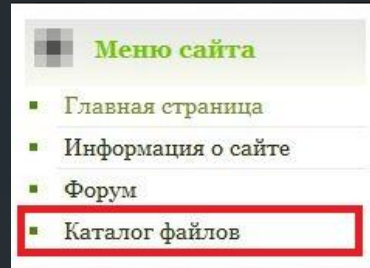 Меню сайта
Главная страница
Информация о сайте
Форум
Каталог файлов